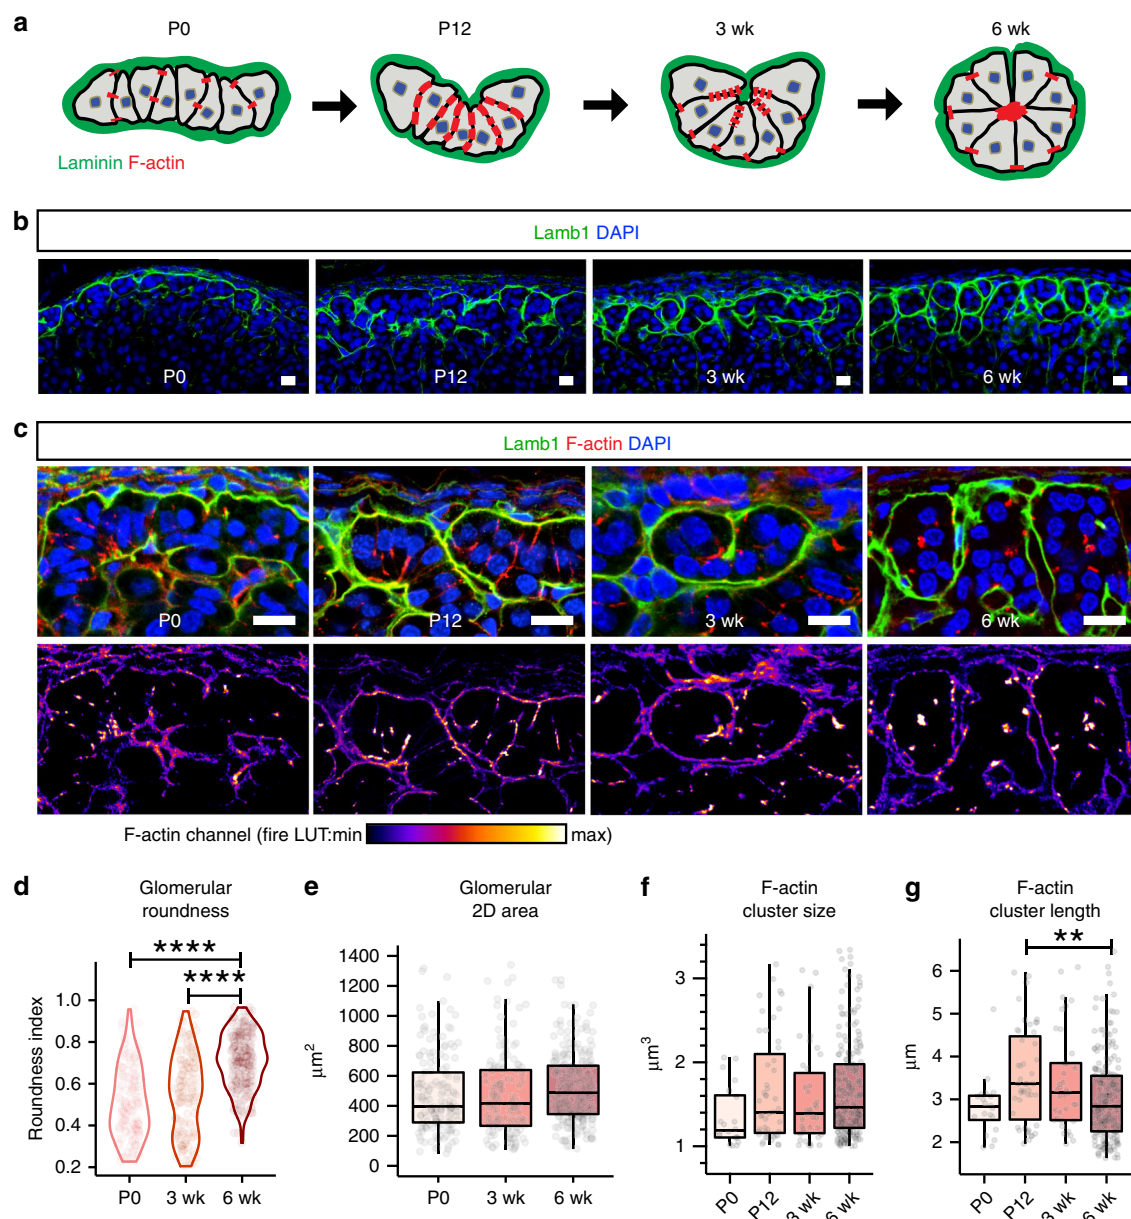 a
P0
P12
3 wk
6 wk
Laminin F-actin
b
Lamb1 DAPI
P0
P12
3 wk
6 wk
c
Lamb1 F-actin DAPI
P0
P12
3 wk
6 wk
F-actin channel (fire LUT:min
max)
d
Glomerular
roundness
****
****
Roundness index
1.0
0.8
0.6
0.4
0.2
P0
3 wk
6 wk
e
Glomerular
2D area
μm²
1400
1200
1000
800
600
400
200
0
P0
3 wk
6 wk
f
F-actin
cluster size
μm³
3
2
1
P0
P12
3 wk
6 wk
g
F-actin
cluster length
**
μm
6
5
4
3
2
P0
P12
3 wk
6 wk